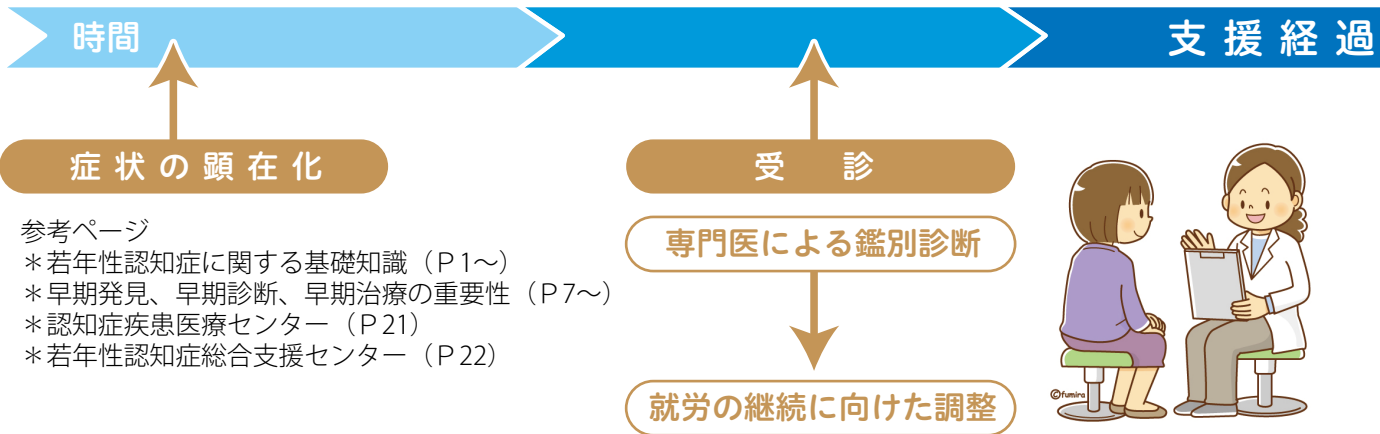 時間
支援経過
症状の顕在化
受診
参考ページ
＊若年性認知症に関する基礎知識（P1〜）
＊早期発見、早期診断、早期治療の重要性（P7〜）
＊認知症疾患医療センター（P21）
＊若年性認知症総合支援センター（P22）
専門医による鑑別診断
就労の継続に向けた調整
©fumira